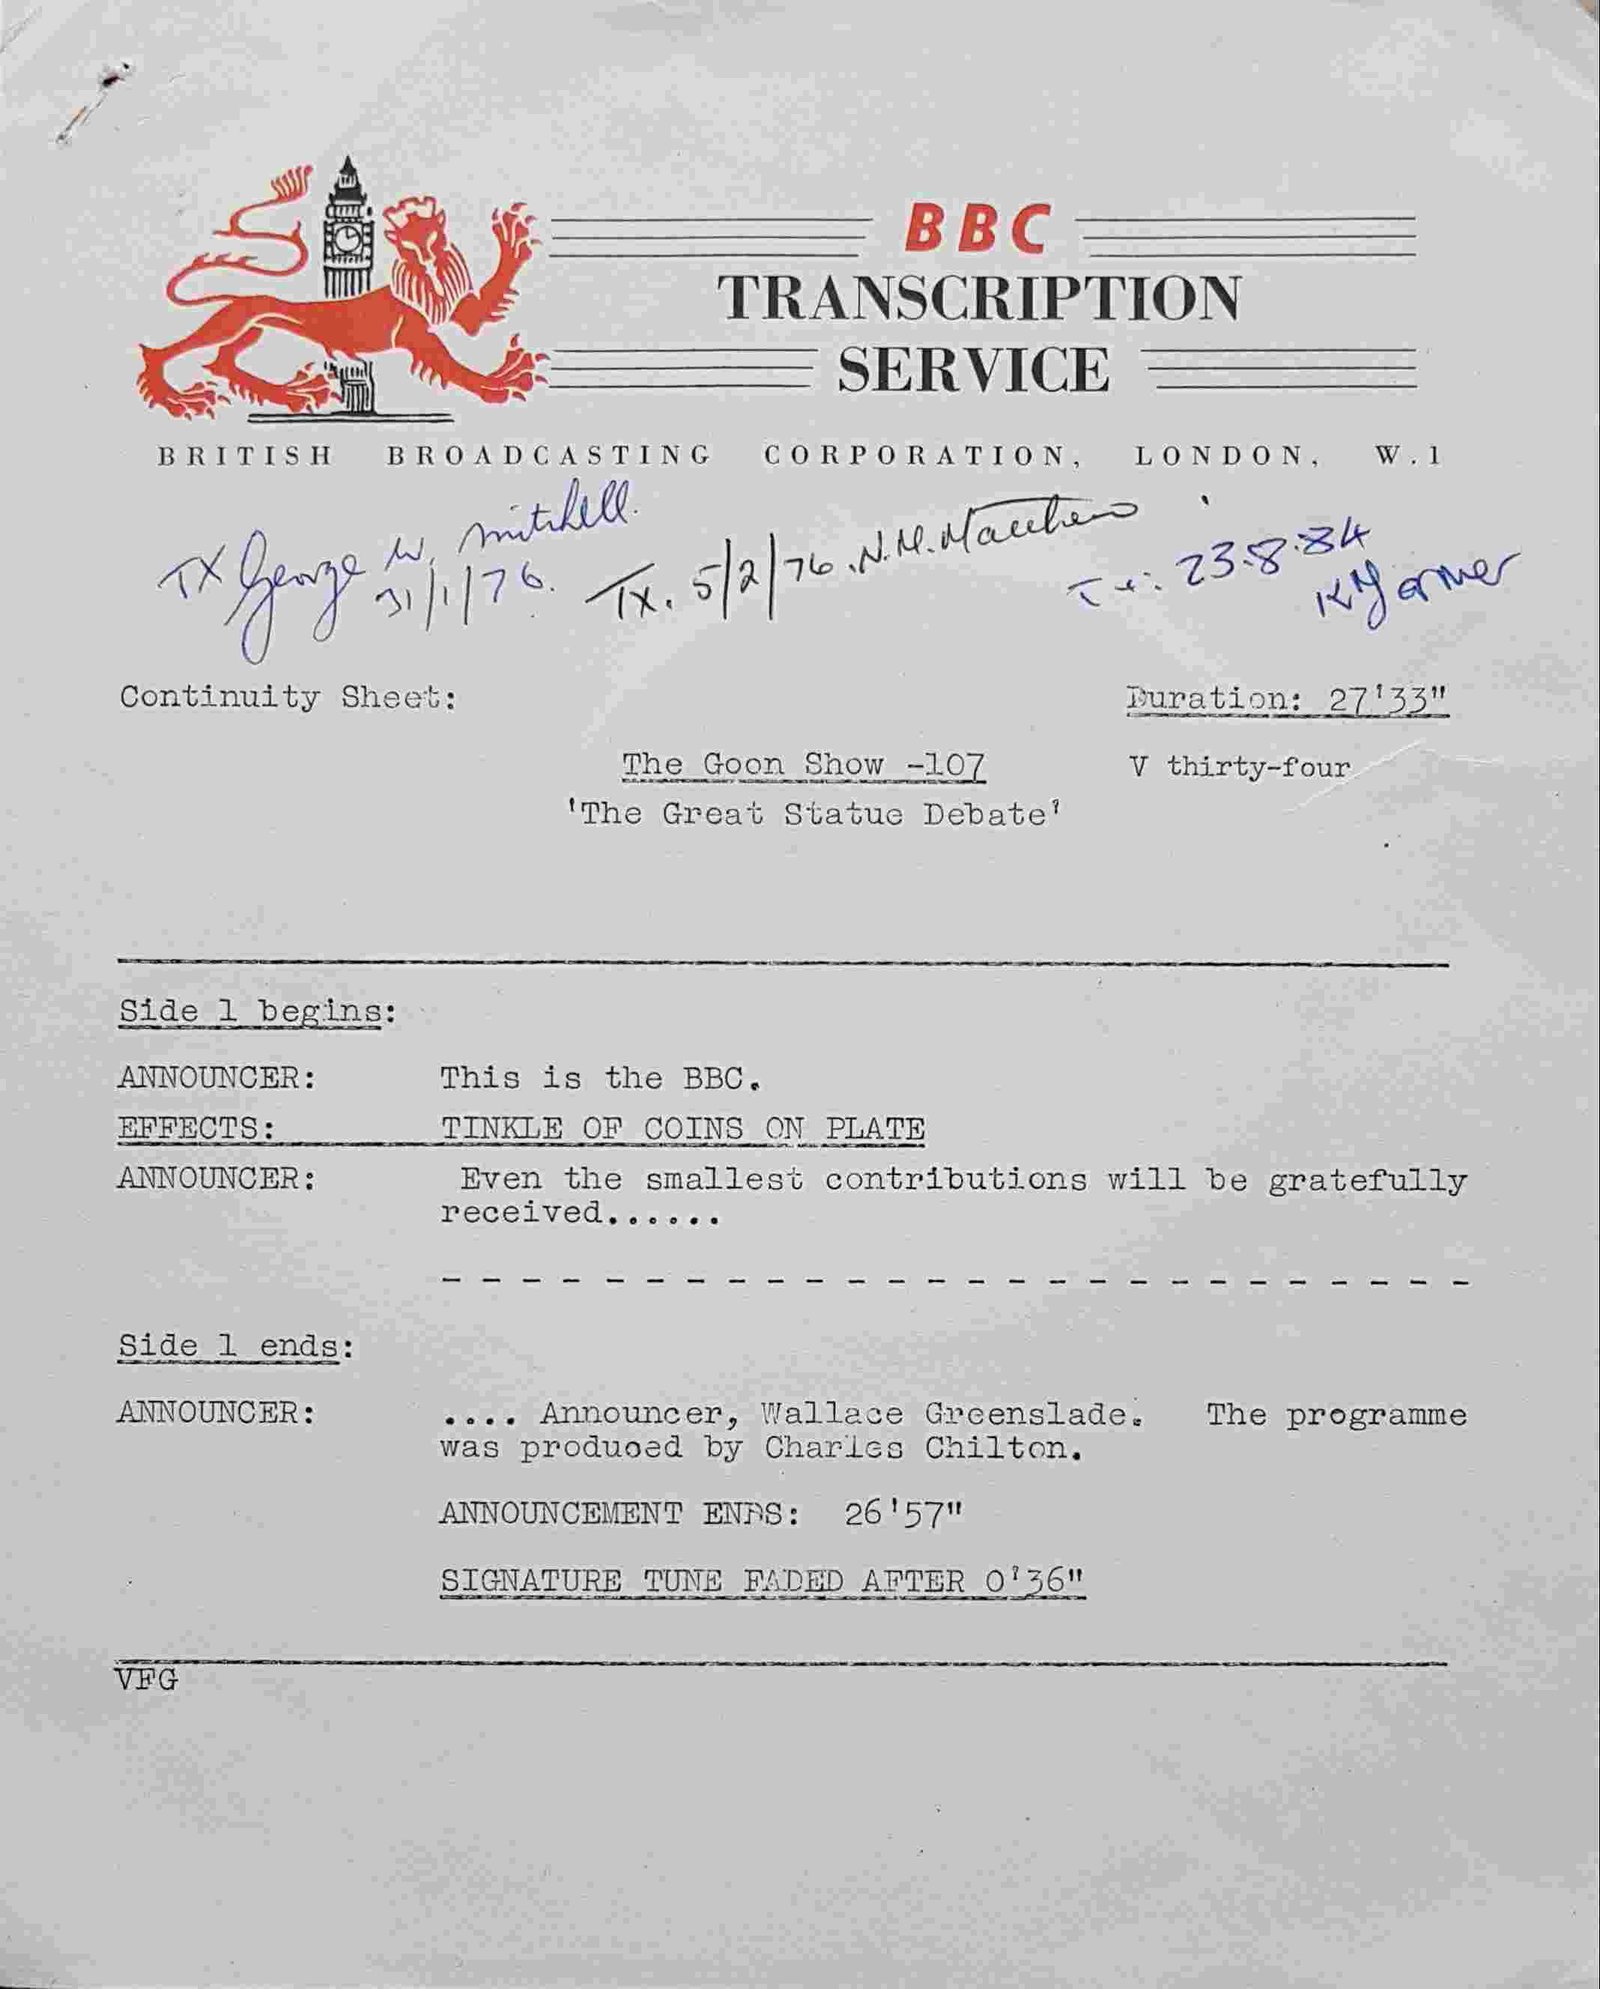 BBC
TRANSCRIPTION
SERVICE
BRITISH BROADCASTING CORPORATION, LONDON, W.1
TX George W. Mitchell.
31/1/76.
Tx. 5/2/76. N.M. Matthews
Tx. 23.8.84
Continuity Sheet:
Duration: 27'33"
The Goon Show -107
V thirty-four
'The Great Statue Debate'
Side 1 begins:
ANNOUNCER: This is the BBC.
EFFECTS: TINKLE OF COINS ON PLATE
ANNOUNCER: Even the smallest contributions will be gratefully
received......
- - - - - - - - - - - - - - - - - - - - - - - - - -
Side 1 ends:
ANNOUNCER: .... Announcer, Wallace Greenslade. The programme
was produced by Charles Chilton.
ANNOUNCEMENT ENDS: 26'57"
SIGNATURE TUNE FADED AFTER 0'36"
VFG